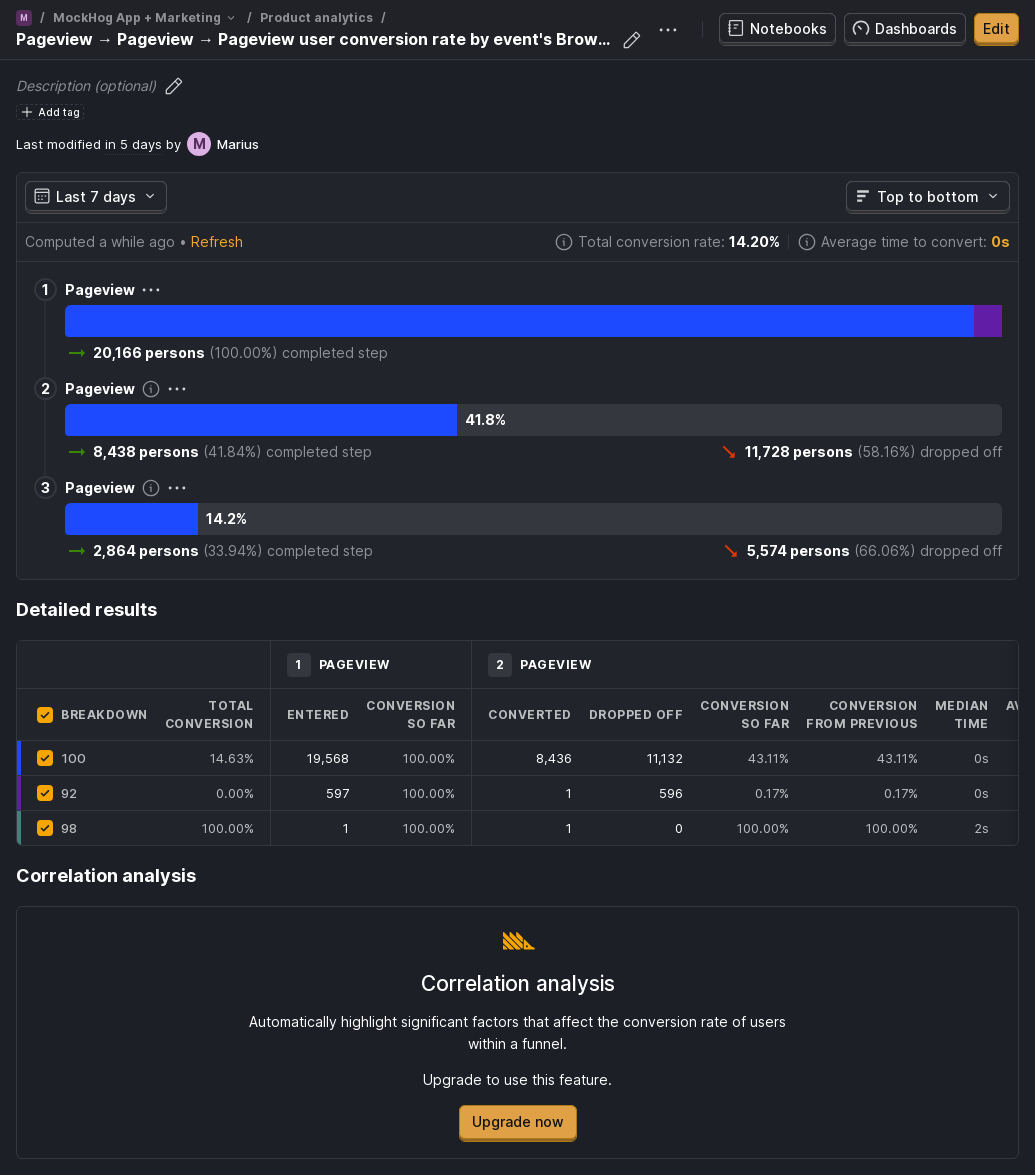 M / MockHog App + Marketing / Product analytics /
Pageview → Pageview → Pageview user conversion rate by event's Brow...
Notebooks
Dashboards
Edit
Description (optional)
Add tag
Last modified in 5 days by M Marius
Last 7 days
Top to bottom
Computed a while ago • Refresh
Total conversion rate: 14.20%
Average time to convert: 0s
1 Pageview
20,166 persons (100.00%) completed step
2 Pageview
41.8%
8,438 persons (41.84%) completed step
11,728 persons (58.16%) dropped off
3 Pageview
14.2%
2,864 persons (33.94%) completed step
5,574 persons (66.06%) dropped off
Detailed results
1 PAGEVIEW
2 PAGEVIEW
BREAKDOWN
TOTAL
CONVERSION
ENTERED
CONVERSION
SO FAR
CONVERTED
DROPPED OFF
CONVERSION
SO FAR
CONVERSION
FROM PREVIOUS
MEDIAN
TIME
100 14.63% 19,568 100.00% 8,436 11,132 43.11% 43.11% 0s
92 0.00% 597 100.00% 1 596 0.17% 0.17% 0s
98 100.00% 1 100.00% 1 0 100.00% 100.00% 2s
Correlation analysis
Correlation analysis
Automatically highlight significant factors that affect the conversion rate of users
within a funnel.
Upgrade to use this feature.
Upgrade now